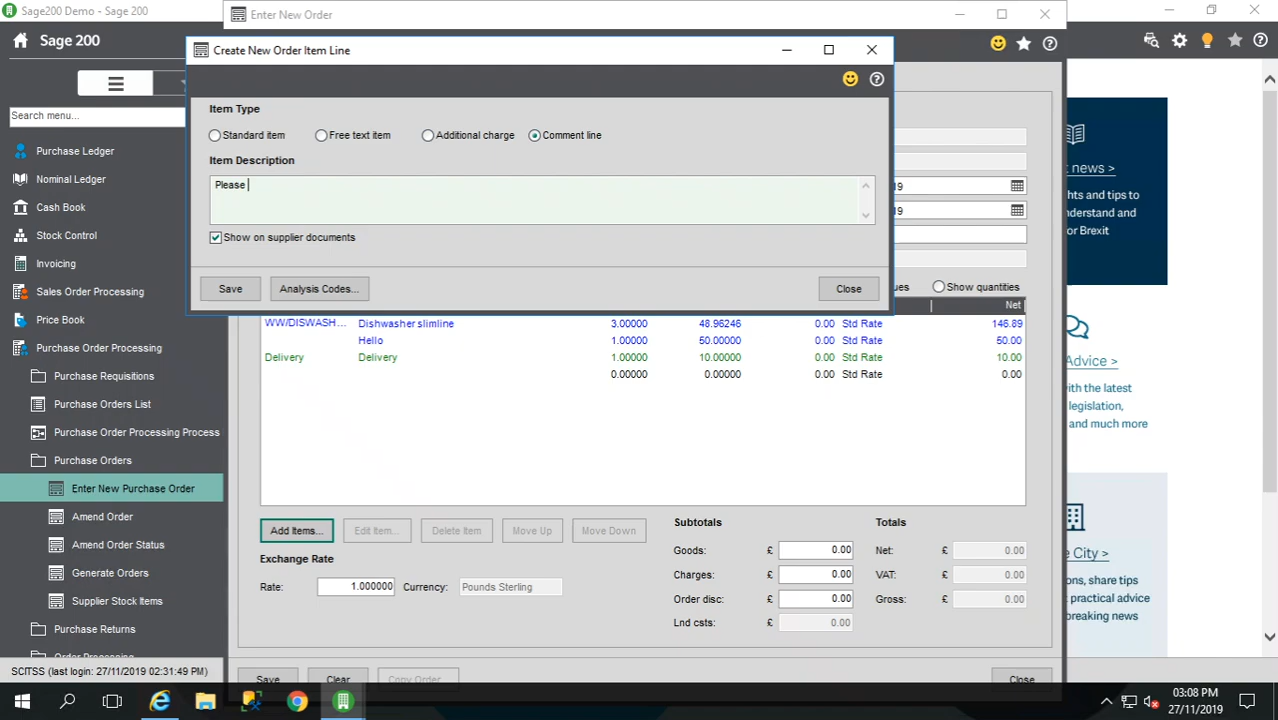 Sage200 Demo - Sage 200
Enter New Order
Sage 200
Create New Order Item Line
Search menu...
Purchase Ledger
Nominal Ledger
Cash Book
Stock Control
Invoicing
Sales Order Processing
Price Book
Purchase Order Processing
Purchase Requisitions
Purchase Orders List
Purchase Order Processing Process
Purchase Orders
Enter New Purchase Order
Amend Order
Amend Order Status
Generate Orders
Supplier Stock Items
Purchase Returns
SCITSS (last login: 27/11/2019 02:31:49 PM)
Item Type
Standard item Free text item Additional charge Comment line
Item Description
Please
Show on supplier documents
Save Analysis Codes... Close
19
19
ues Show quantities
Net
WW/DISWASH... Dishwasher slimline 3.00000 48.96246 0.00 Std Rate 146.89
Hello 1.00000 50.00000 0.00 Std Rate 50.00
Delivery Delivery 1.00000 10.00000 0.00 Std Rate 10.00
0.00000 0.00000 0.00 Std Rate 0.00
Add Items... Edit Item... Delete Item Move Up Move Down
Exchange Rate
Rate: 1.000000 Currency: Pounds Sterling
Subtotals Totals
Goods: £ 0.00 Net: £ 0.00
Charges: £ 0.00 VAT: £ 0.00
Order disc: £ 0.00 Gross: £ 0.00
Lnd csts: £ 0.00
Save Clear Copy Order Close
t news >
hts and tips to
nderstand and
or Brexit
Advice >
with the latest
legislation,
and much more
e City >
ons, share tips
practical advice
breaking news
03:08 PM
27/11/2019